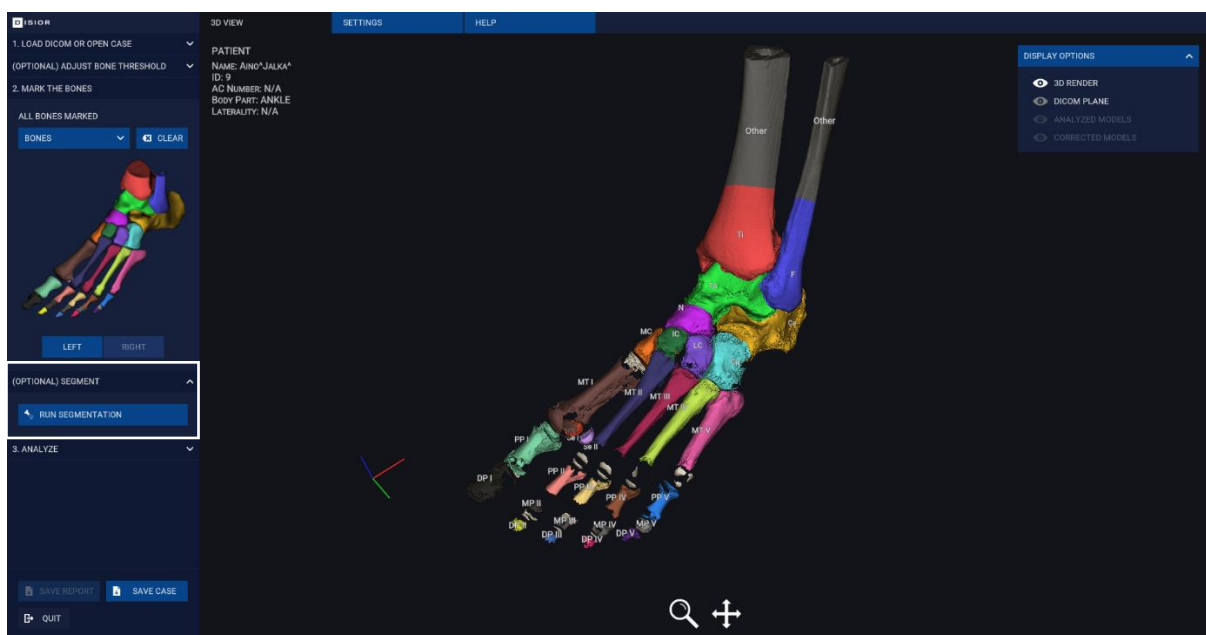 DISIOR
3D VIEW
SETTINGS
HELP
1. LOAD DICOM OR OPEN CASE
(OPTIONAL) ADJUST BONE THRESHOLD
2. MARK THE BONES
ALL BONES MARKED
BONES
CLEAR
LEFT
RIGHT
(OPTIONAL) SEGMENT
RUN SEGMENTATION
3. ANALYZE
SAVE REPORT
SAVE CASE
QUIT
PATIENT
NAME: AINO^JALKA^
ID: 9
AC NUMBER: N/A
BODY PART: ANKLE
LATERALITY: N/A
DISPLAY OPTIONS
3D RENDER
DICOM PLANE
ANALYZED MODELS
CORRECTED MODELS
Other
Other
Ti
F
N
MC
IC
LC
MT I
MT II
MT III
MT V
PP I
Se II
DP I
PP II
PP IV
PP V
MP II
MP III
MP IV
MP V
DP III
DP IV
DP V